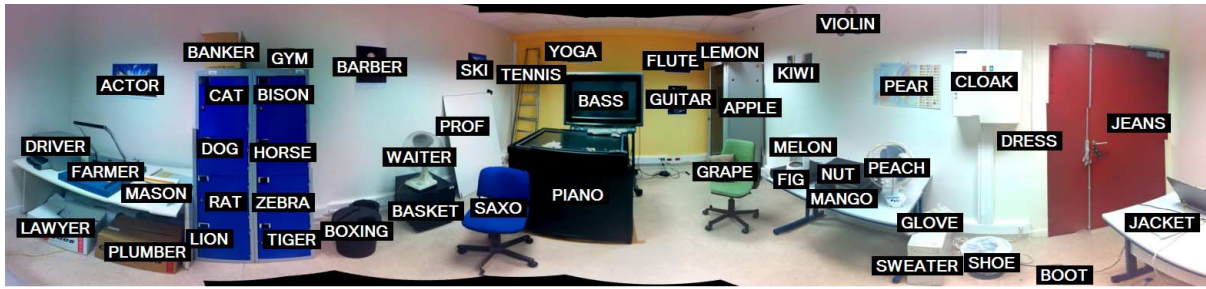 VIOLIN
BANKER
GYM
YOGA
FLUTE
LEMON
ACTOR
BARBER
SKI
TENNIS
KIWI
CAT
BISON
BASS
GUITAR
APPLE
PEAR
CLOAK
JEANS
PROF
DRIVER
DOG
HORSE
WAITER
MELON
PEACH
DRESS
FARMER
MASON
GRAPE
FIG
NUT
MANGO
RAT
ZEBRA
BASKET
SAXO
PIANO
LAWYER
PLUMBER
LION
TIGER
BOXING
GLOVE
JACKET
SWEATER
SHOE
BOOT